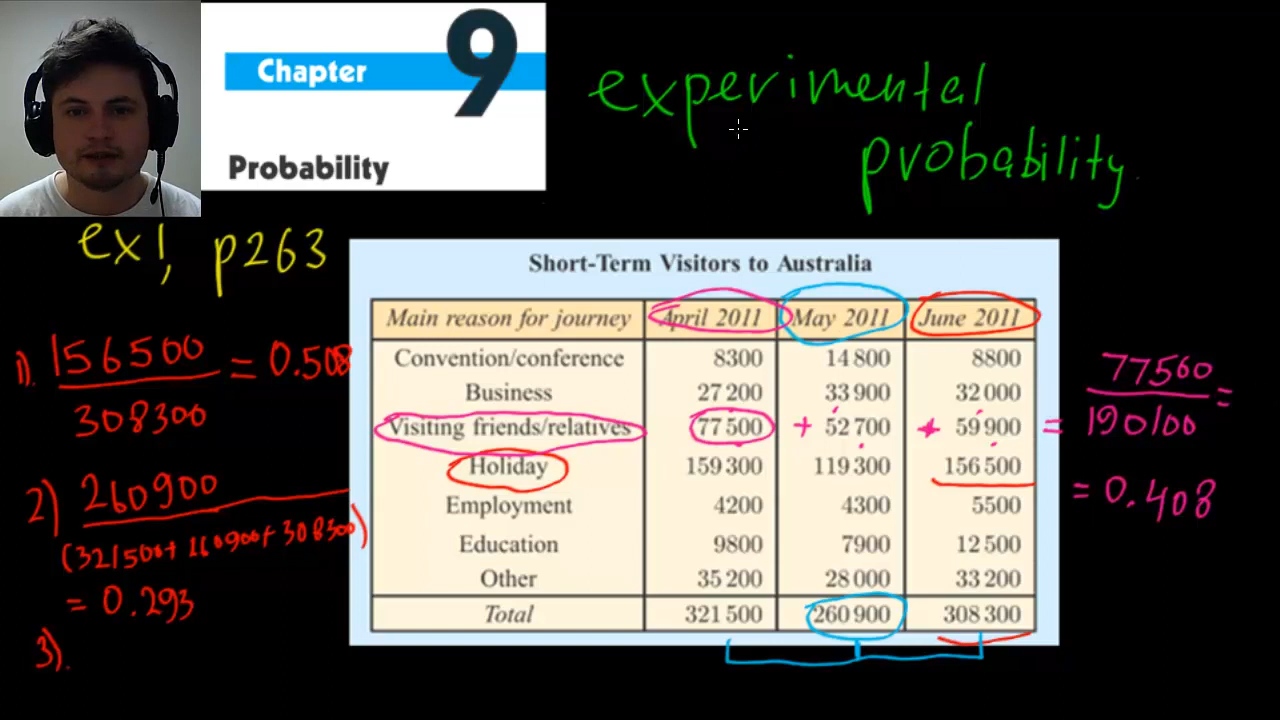 Chapter 9
Probability
experimental
probability
ex1, p263
1). 156500 / 308300 = 0.508
2) 260900
(321500+ 260900+ 308300)
= 0.293
3).
Short-Term Visitors to Australia
Main reason for journey April 2011 May 2011 June 2011
Convention/conference 8300 14 800 8800
Business 27 200 33 900 32 000
Visiting friends/relatives 77 500 + 52 700 + 59 900
Holiday 159 300 119 300 156 500
Employment 4200 4300 5500
Education 9800 7900 12 500
Other 35 200 28 000 33 200
Total 321 500 260 900 308 300
= 77500 / 190100 =
= 0.408